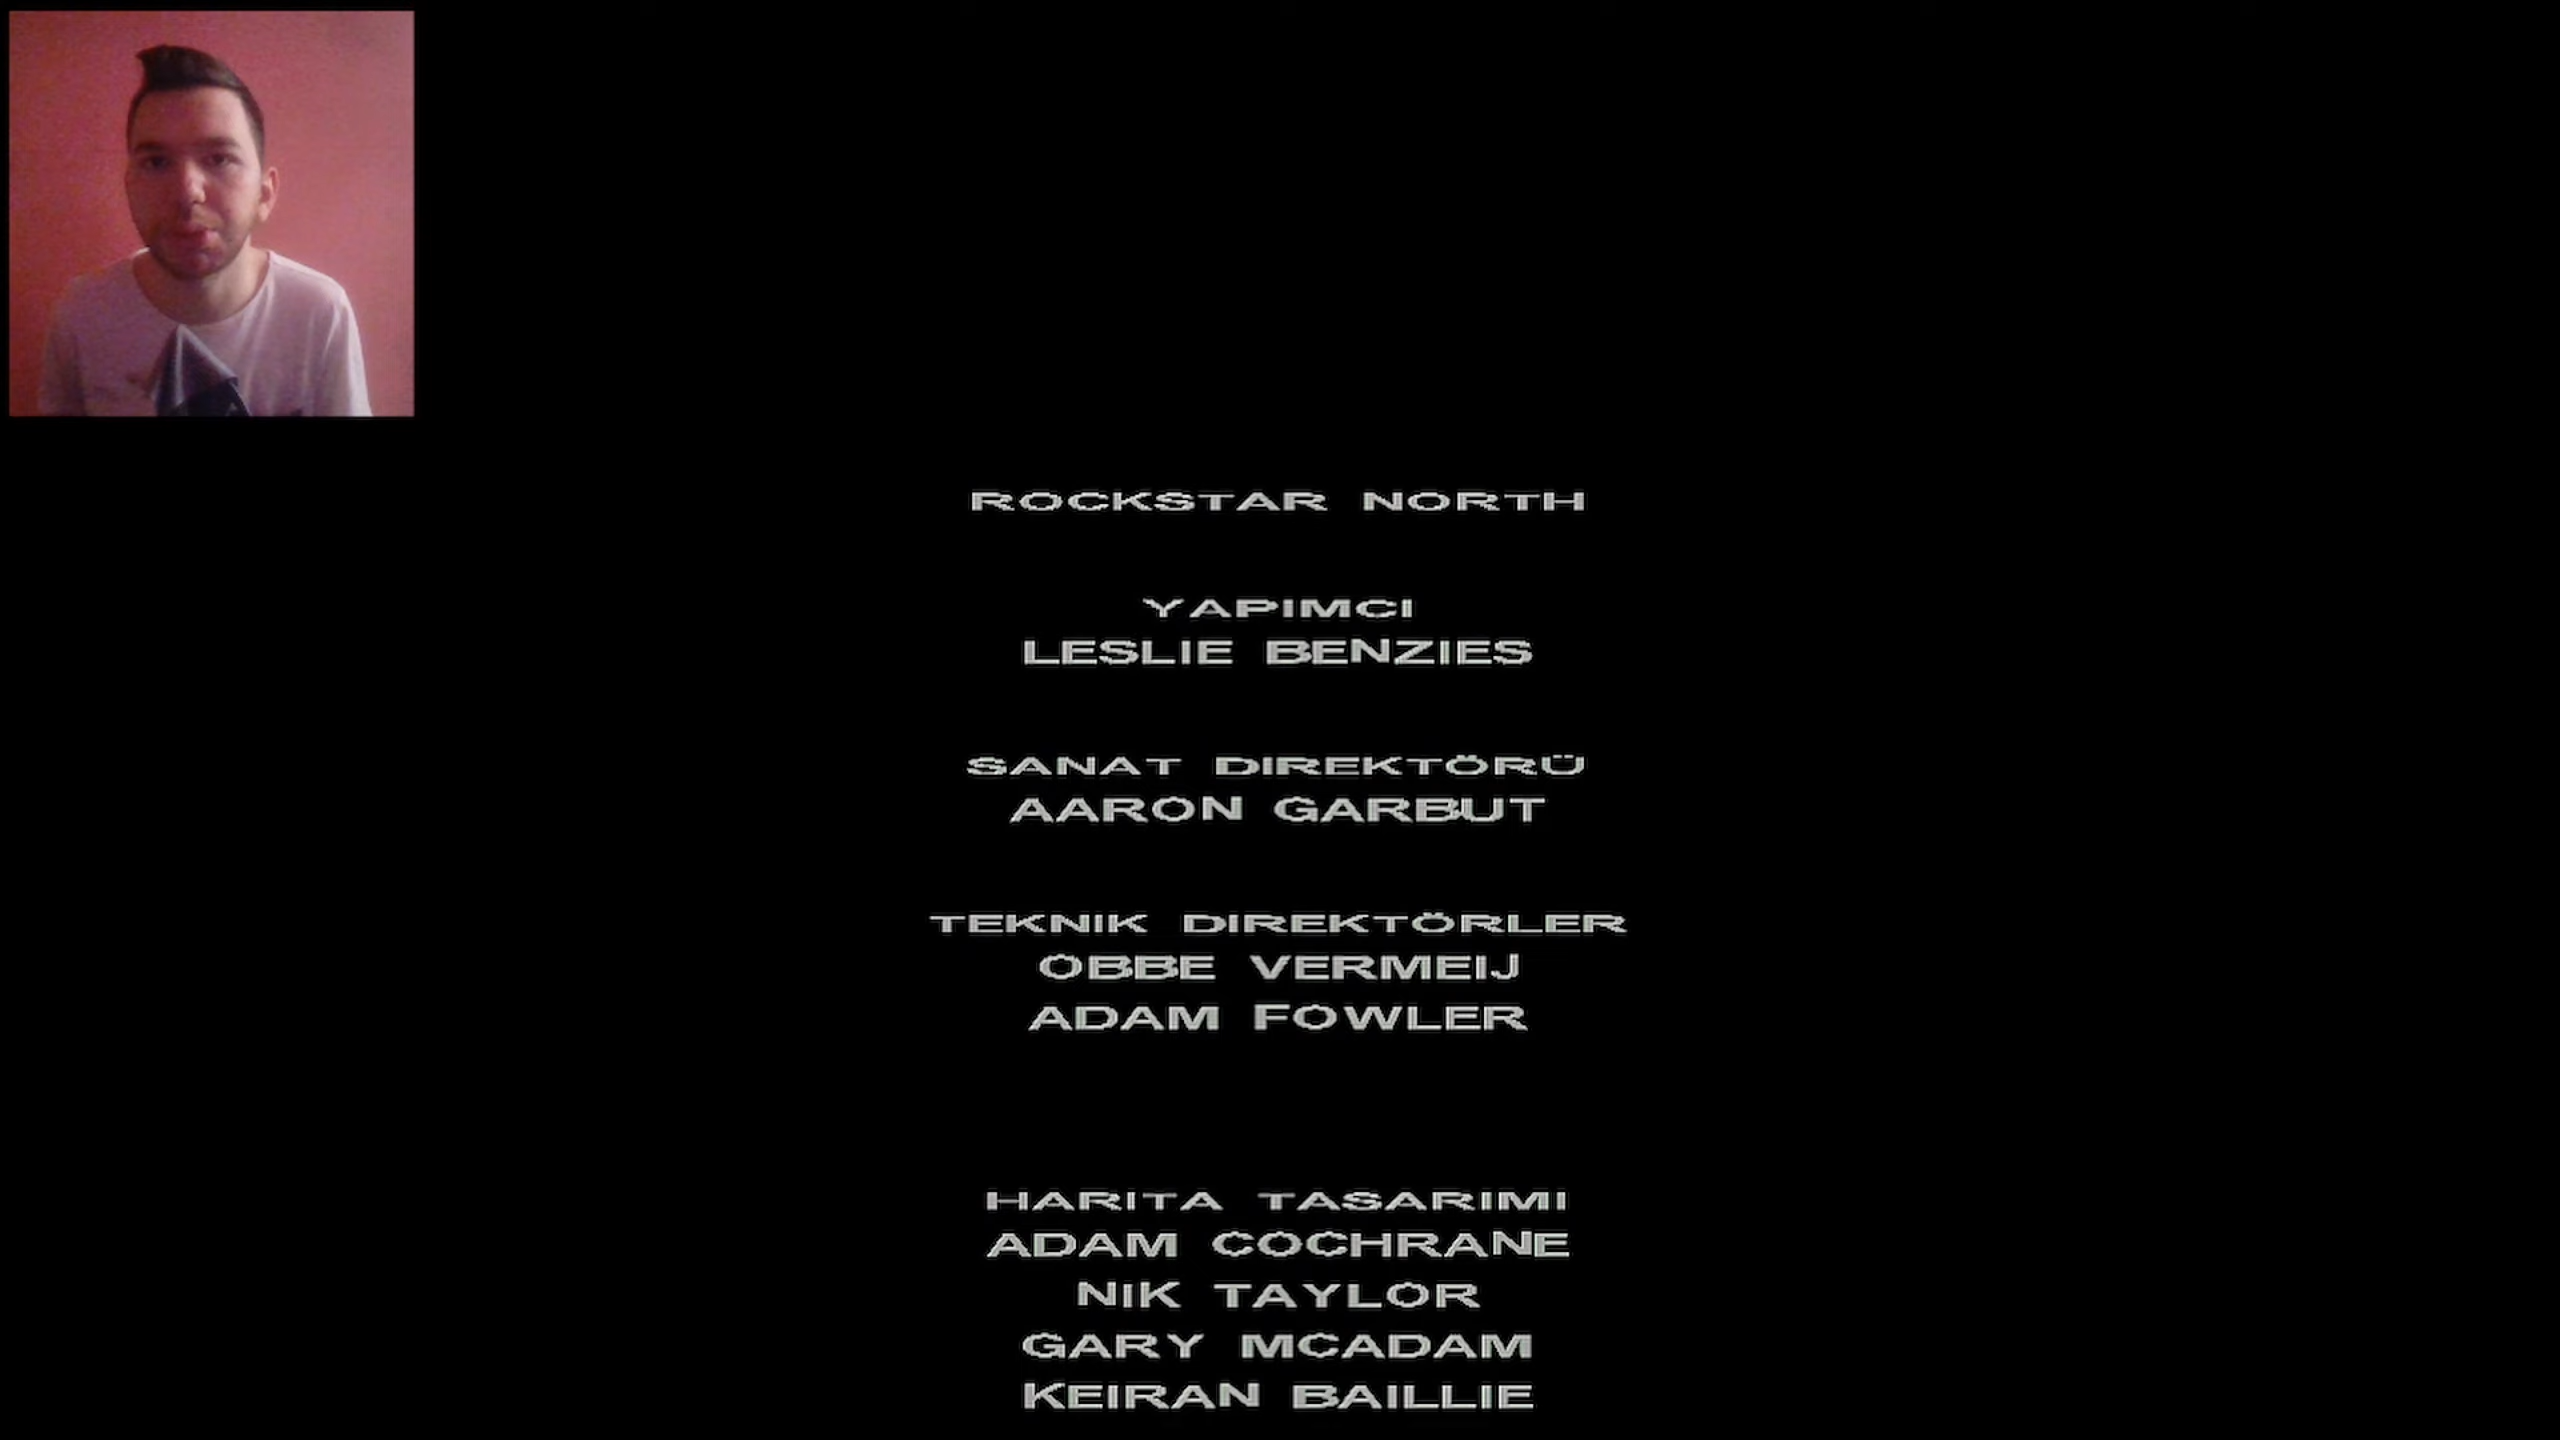 ROCKSTAR NORTH
YAPIMCI
LESLIE BENZIES
SANAT DIREKTÖRÜ
AARON GARBUT
TEKNIK DIREKTÖRLER
OBBE VERMEIJ
ADAM FOWLER
HARITA TASARIMI
ADAM COCHRANE
NIK TAYLOR
GARY MCADAM
KEIRAN BAILLIE